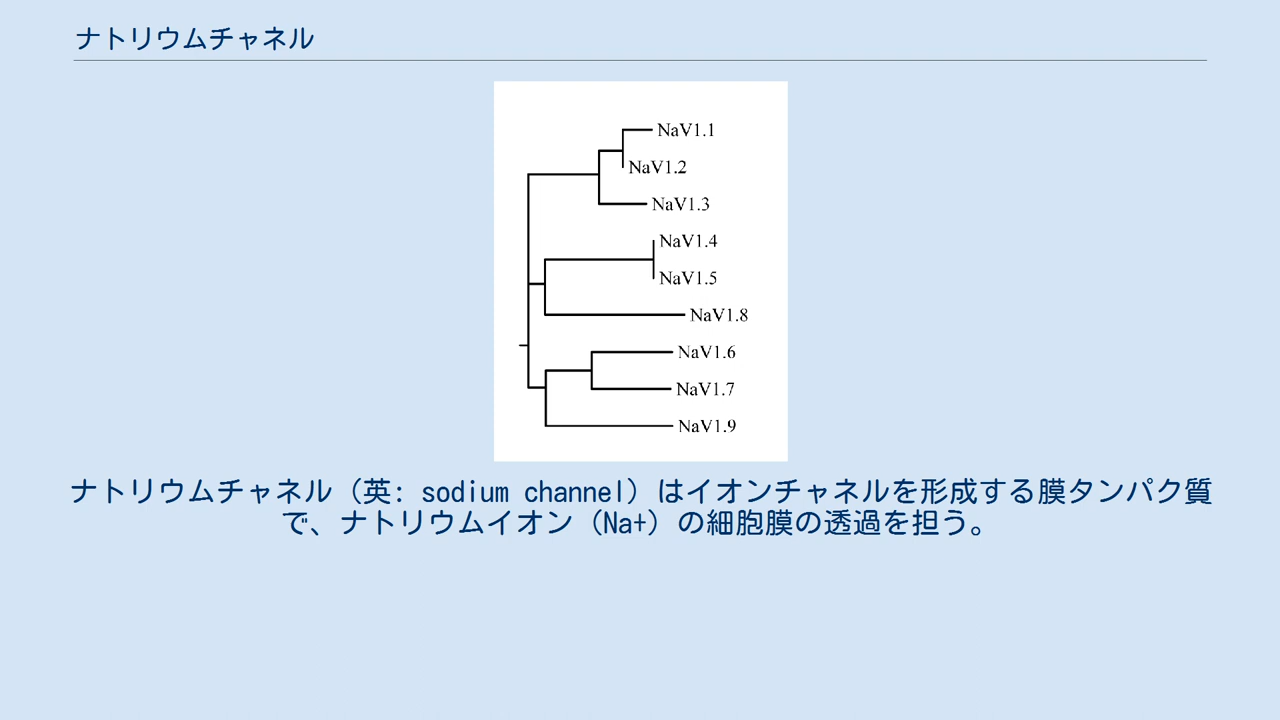 ナトリウムチャネル
NaV1.1
NaV1.2
NaV1.3
NaV1.4
NaV1.5
NaV1.8
NaV1.6
NaV1.7
NaV1.9
ナトリウムチャネル（英: sodium channel）はイオンチャネルを形成する膜タンパク質
で、ナトリウムイオン（Na+）の細胞膜の透過を担う。